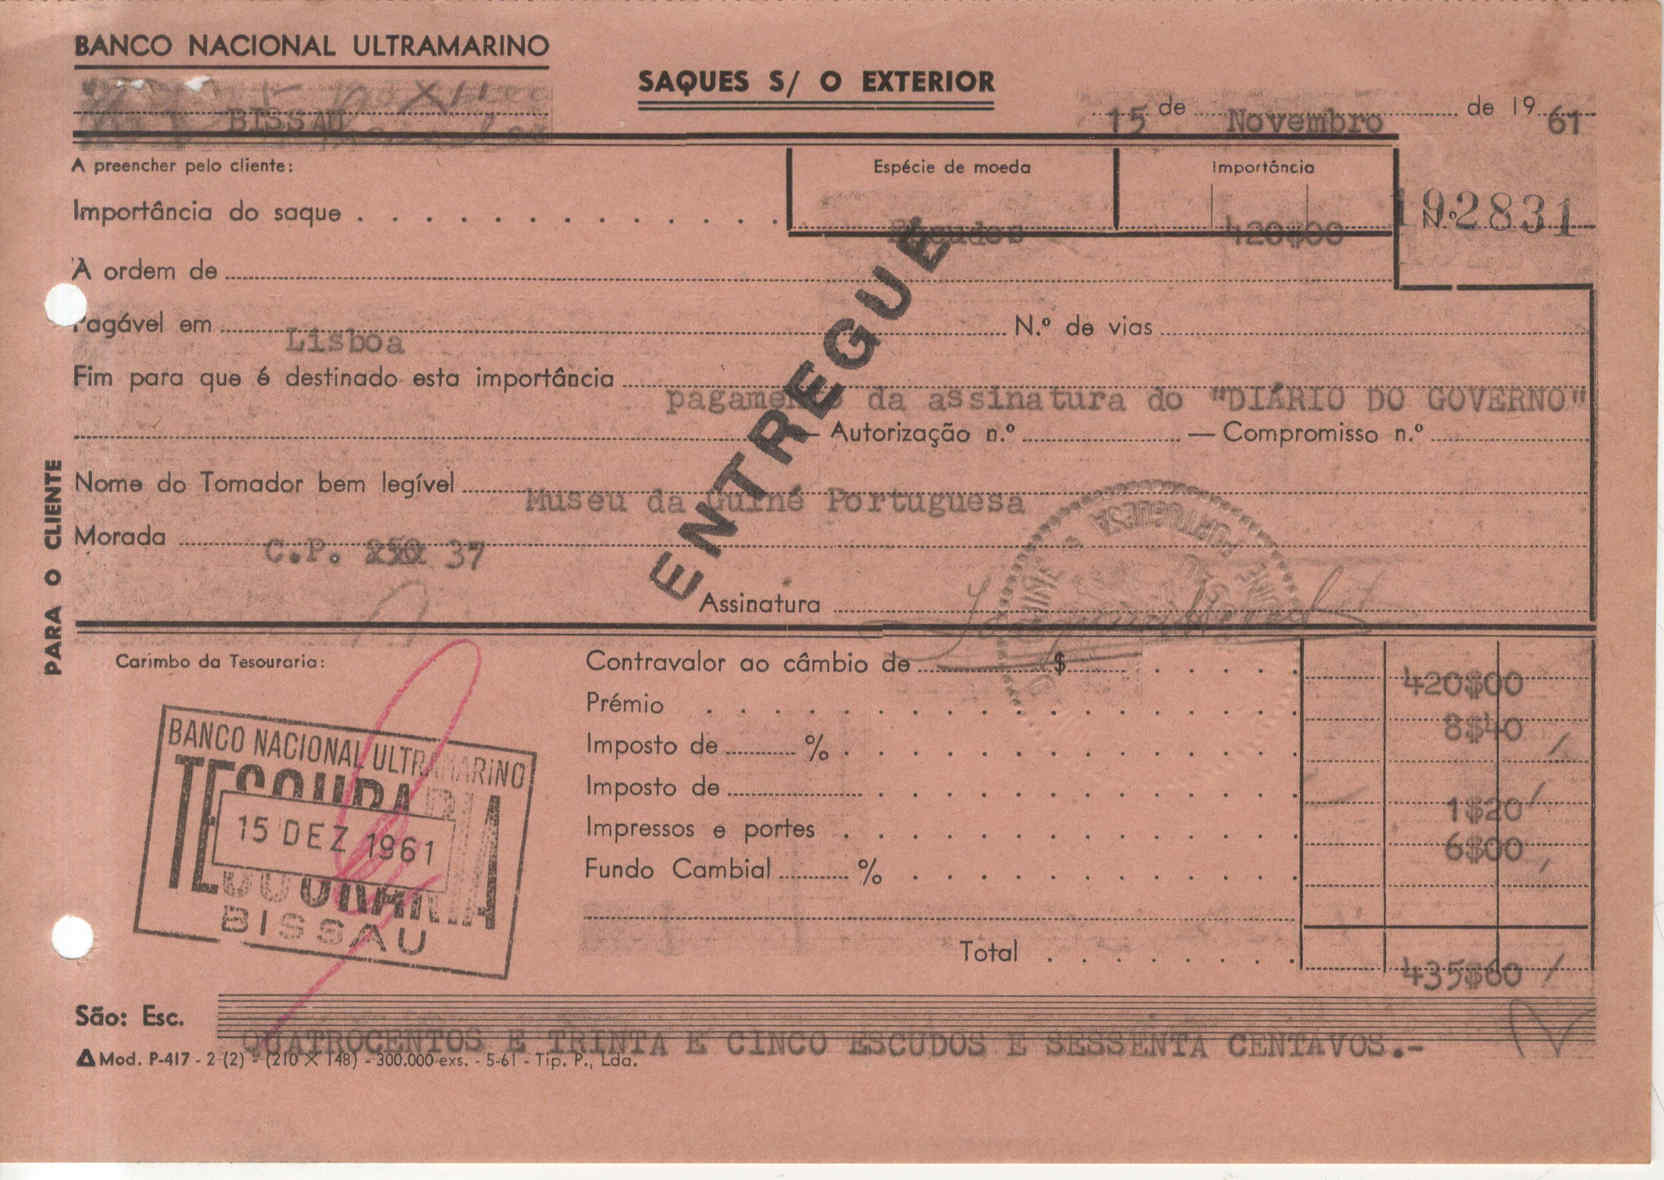 BANCO NACIONAL ULTRAMARINO
SAQUES S/ O EXTERIOR
BISSAU
15 de Novembro de 1961
A preencher pelo cliente:
Espécie de moeda
Importância
Importância do saque
Escudos
420$00
N.º
192831
À ordem de
Pagável em Lisboa
N.º de vias
Fim para que é destinado esta importância pagamento da assinatura do "DIÁRIO DO GOVERNO"
— Autorização n.º — Compromisso n.º
Nome do Tomador bem legível Museu da Guiné Portuguesa
Morada C.P. 37
ENTREGUE
Assinatura
PARA O CLIENTE
Carimbo da Tesouraria:
BANCO NACIONAL ULTRAMARINO
TESOURARIA
15 DEZ 1961
TESOURARIA
BISSAU
Contravalor ao câmbio de $ 420$00
Prémio 8$40
Imposto de %
Imposto de 1$20
Impressos e portes 6$00
Fundo Cambial %
Total 435$60
São: Esc. QUATROCENTOS E TRINTA E CINCO ESCUDOS E SESSENTA CENTAVOS.-
Mod. P-417 - 2 (2) - (210 X 148) - 300.000 exs. - 5-61 - Tip. P., Lda.